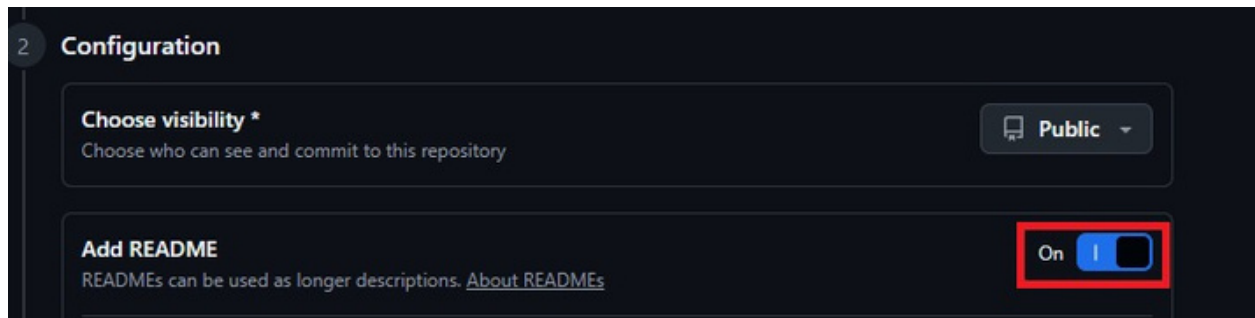 2
Configuration
Choose visibility *
Public
Choose who can see and commit to this repository
Add README
On
READMEs can be used as longer descriptions. About READMEs